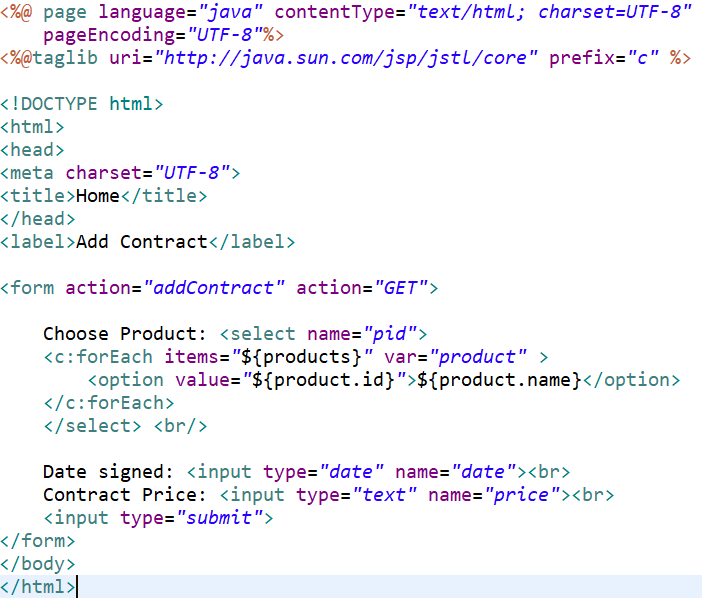 <%@ page language="java" contentType="text/html; charset=UTF-8"
    pageEncoding="UTF-8"%>
<%@taglib uri="http://java.sun.com/jsp/jstl/core" prefix="c" %>

<!DOCTYPE html>
<html>
<head>
<meta charset="UTF-8">
<title>Home</title>
</head>
<label>Add Contract</label>

<form action="addContract" action="GET">

    Choose Product: <select name="pid">
    <c:forEach items="${products}" var="product" >
        <option value="${product.id}">${product.name}</option>
    </c:forEach>
    </select> <br/>

    Date signed: <input type="date" name="date"><br>
    Contract Price: <input type="text" name="price"><br>
    <input type="submit">
</form>
</body>
</html>